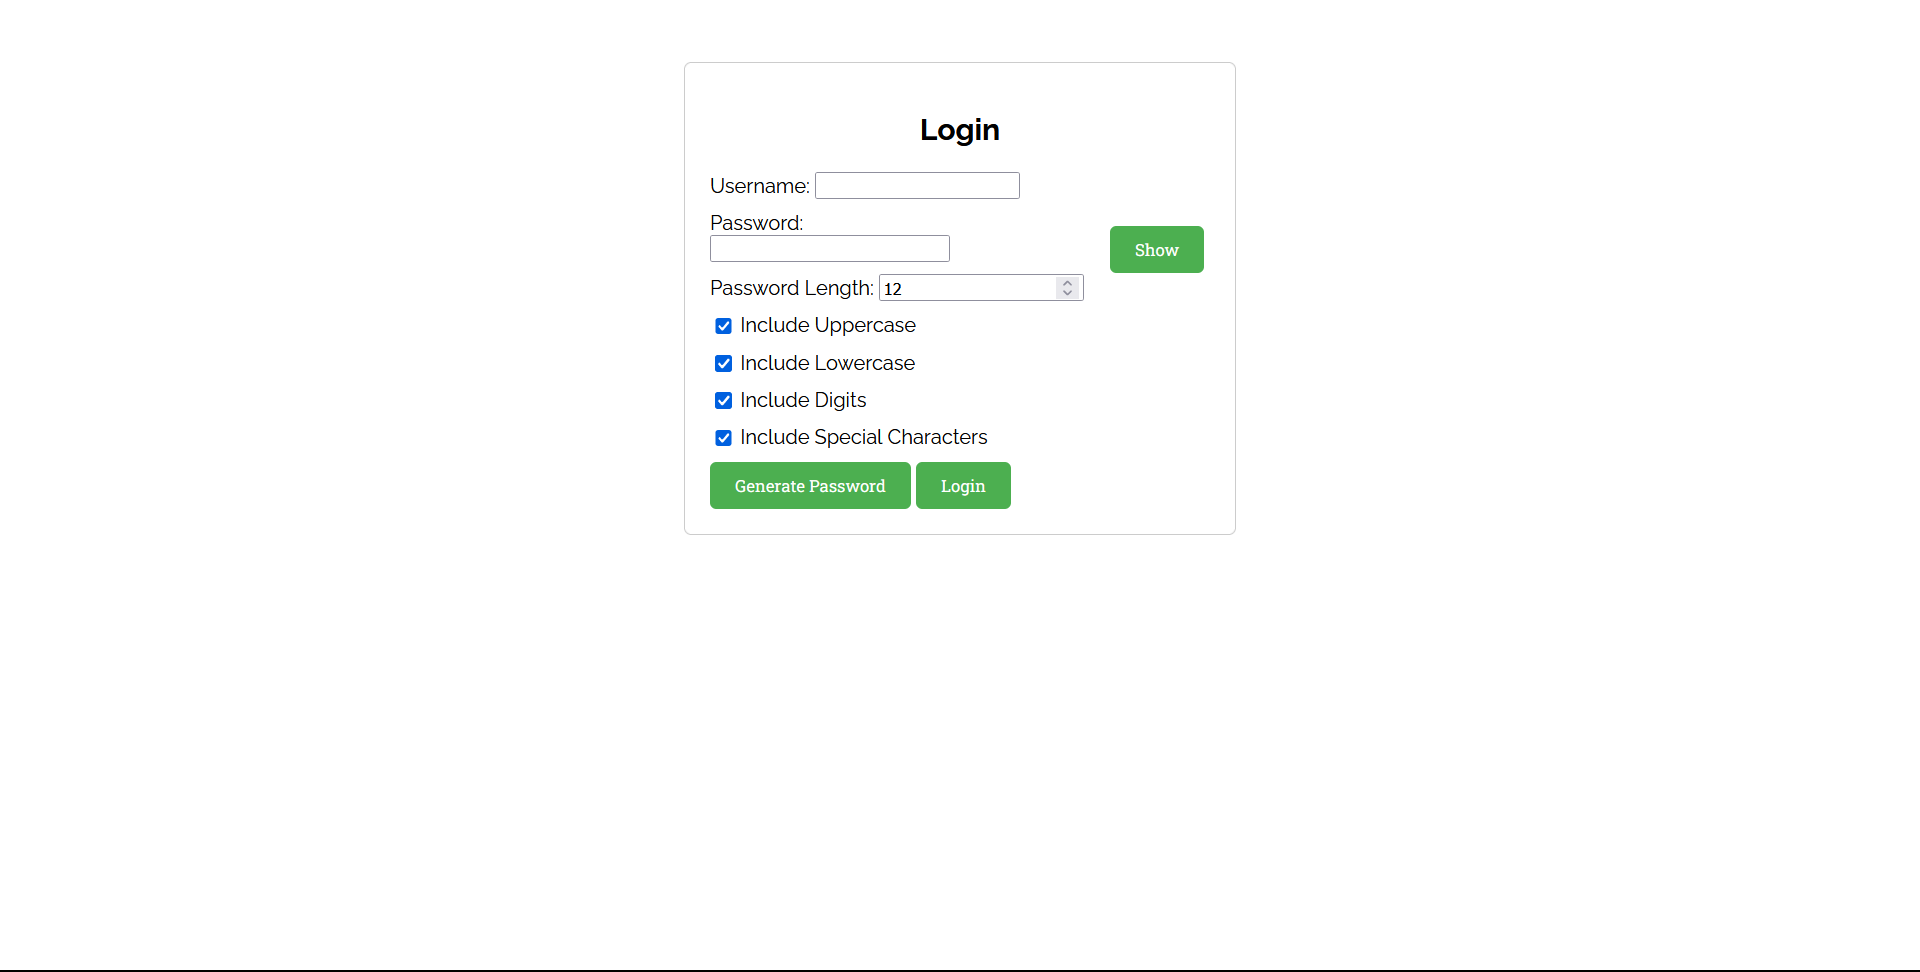 Login
Username:
Password:
Show
Password Length: 12
Include Uppercase
Include Lowercase
Include Digits
Include Special Characters
Generate Password Login